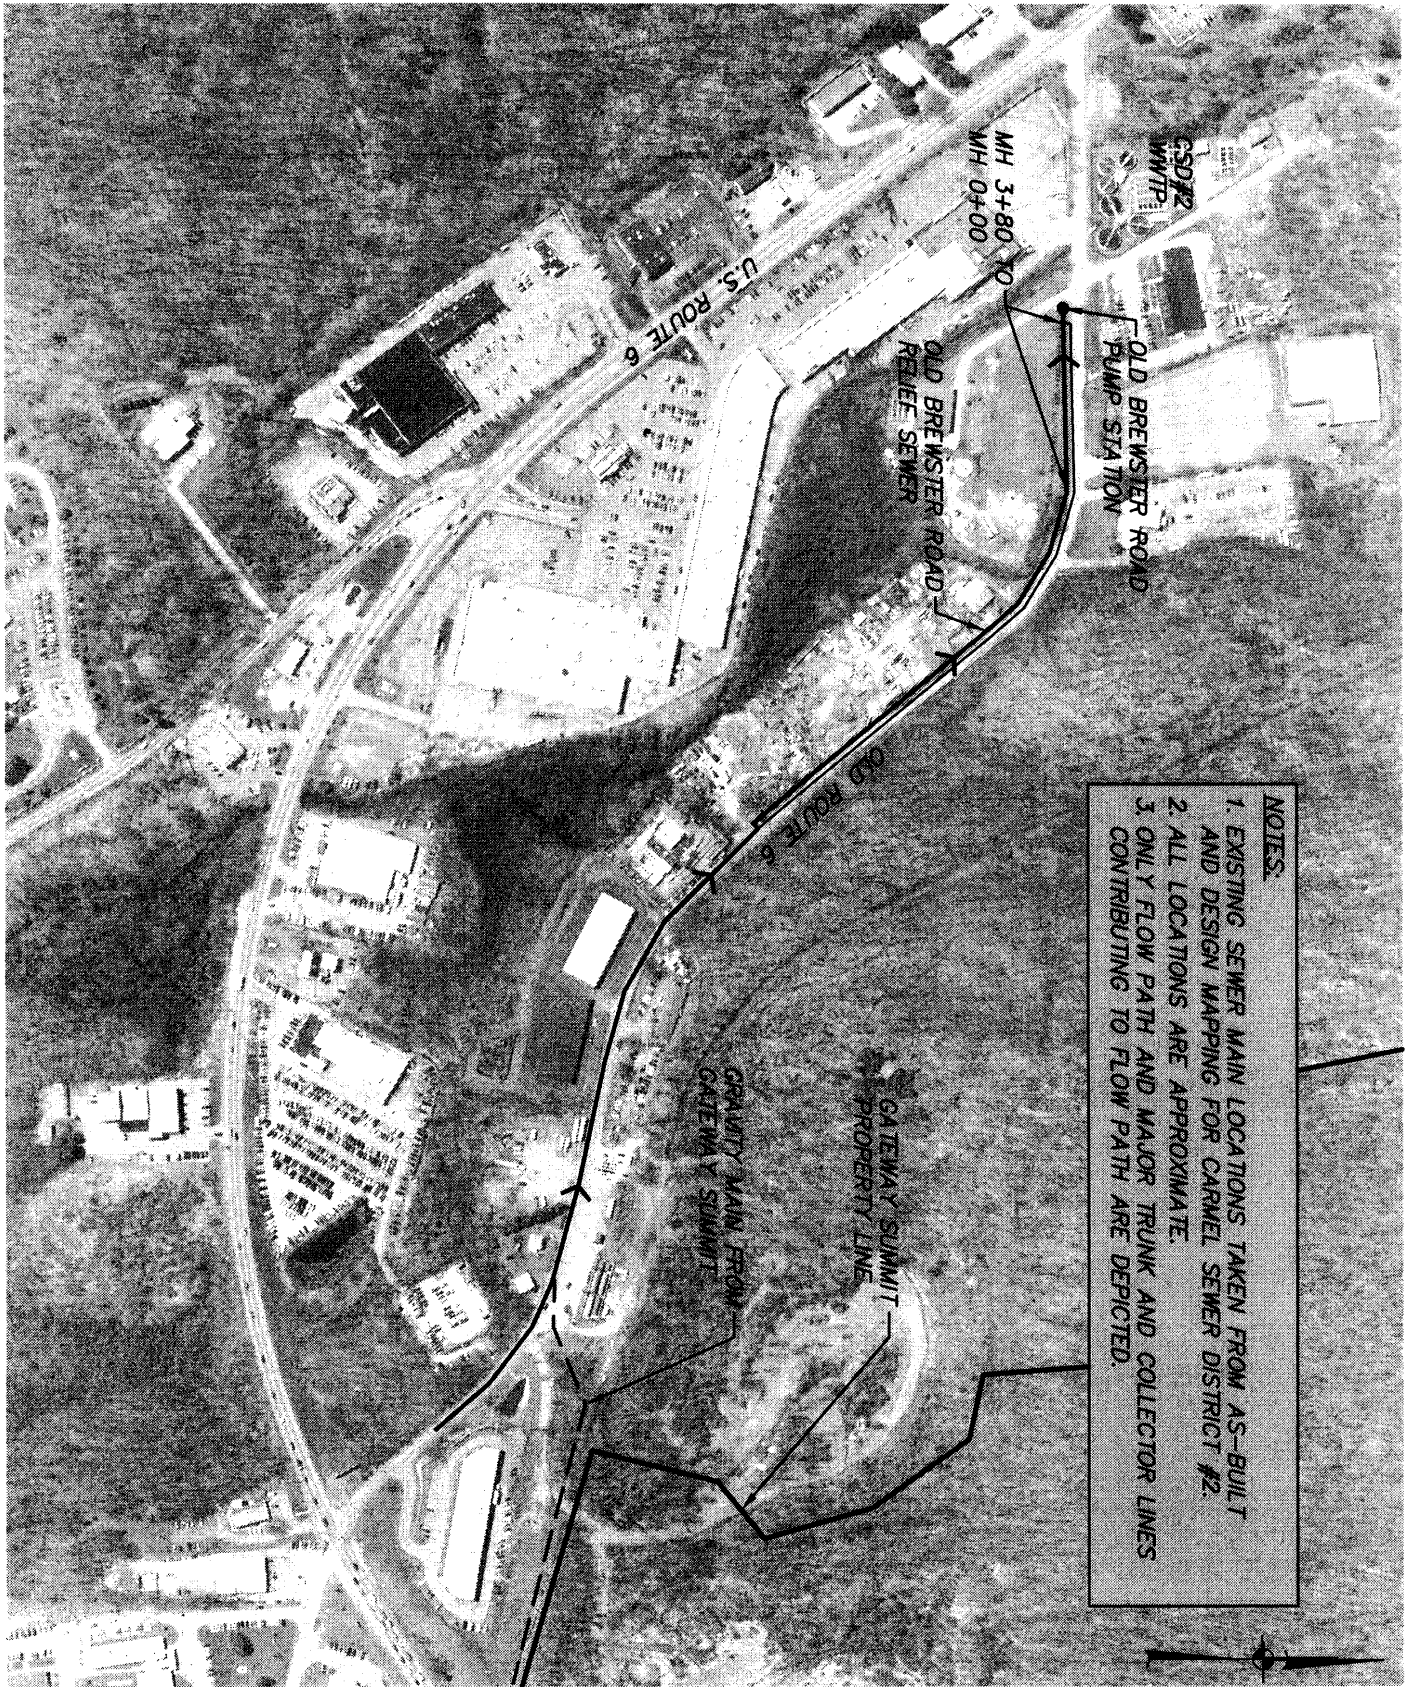 CSD#2
WWTP
MH 3+80 TO
MH 0+00
OLD BREWSTER ROAD
PUMP STATION
OLD BREWSTER ROAD
RELIEF SEWER
U.S. ROUTE 6
OLD ROUTE 6
NOTES:
1. EXISTING SEWER MAIN LOCATIONS TAKEN FROM AS-BUILT
AND DESIGN MAPPING FOR CARMEL SEWER DISTRICT #2.
2. ALL LOCATIONS ARE APPROXIMATE.
3. ONLY FLOW PATH AND MAJOR TRUNK AND COLLECTOR LINES
CONTRIBUTING TO FLOW PATH ARE DEPICTED.
GATEWAY SUMMIT
PROPERTY LINE
GRAVITY MAIN FROM
GATEWAY SUMMIT